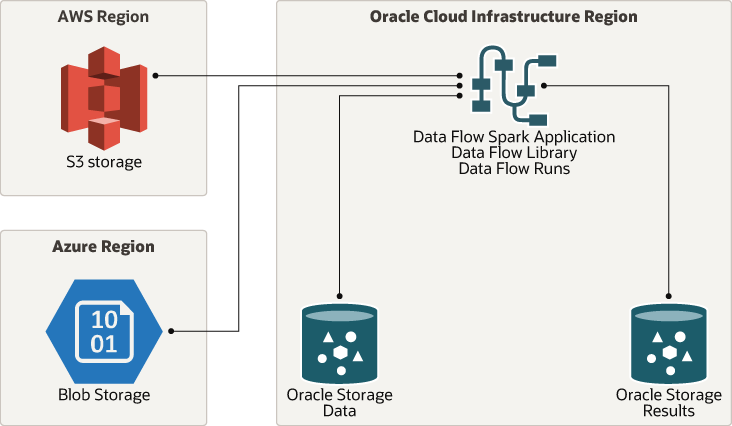 AWS Region
S3 storage
Azure Region
10
01
Blob Storage
Oracle Cloud Infrastructure Region
Data Flow Spark Application
Data Flow Library
Data Flow Runs
Oracle Storage
Data
Oracle Storage
Results